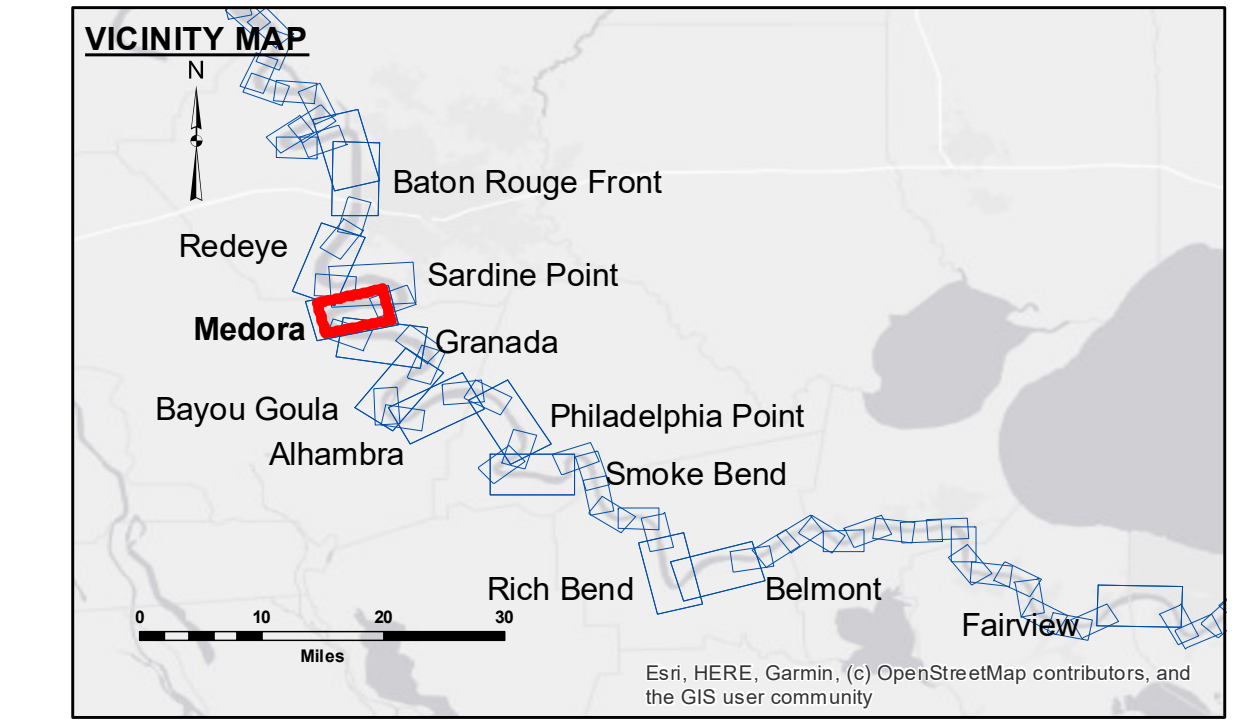 VICINITY MAP
N
Baton Rouge Front
Redeye
Sardine Point
Medora
Granada
Bayou Goula
Philadelphia Point
Alhambra
Smoke Bend
Rich Bend
Belmont
Fairview
0 10 20 30
Miles
Esri, HERE, Garmin, (c) OpenStreetMap contributors, and
the GIS user community